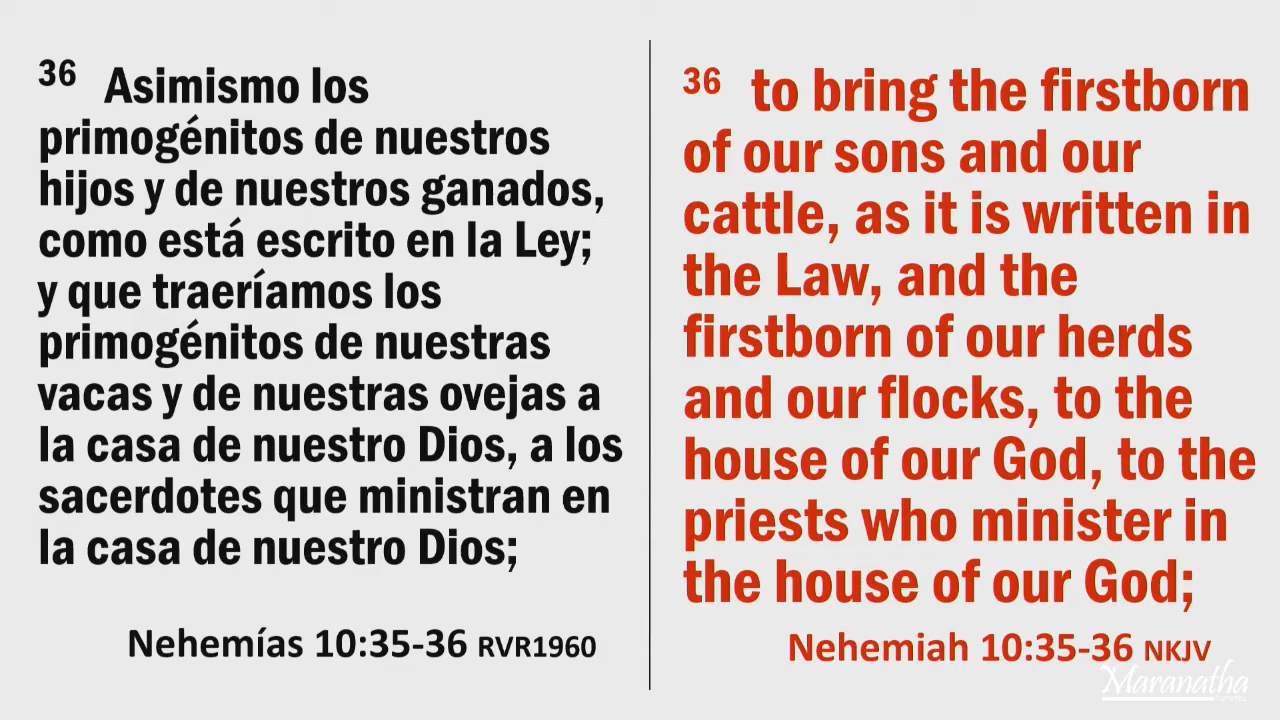 36 Asimismo los
primogénitos de nuestros
hijos y de nuestros ganados,
como está escrito en la Ley;
y que traeríamos los
primogénitos de nuestras
vacas y de nuestras ovejas a
la casa de nuestro Dios, a los
sacerdotes que ministran en
la casa de nuestro Dios;
Nehemías 10:35-36 RVR1960
36 to bring the firstborn
of our sons and our
cattle, as it is written in
the Law, and the
firstborn of our herds
and our flocks, to the
house of our God, to the
priests who minister in
the house of our God;
Nehemiah 10:35-36 NKJV
Maranatha